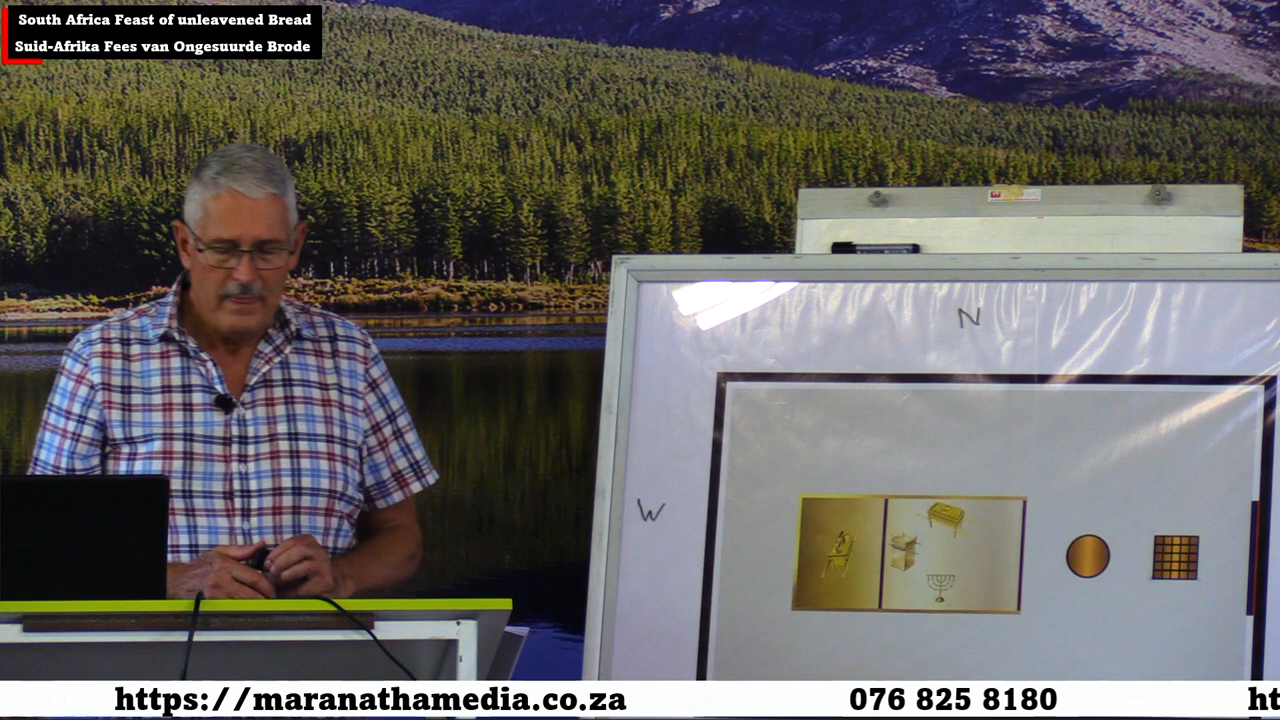 South Africa Feast of unleavened Bread
Suid-Afrika Fees van Ongesuurde Brode
N
W
https://maranathamedia.co.za
076 825 8180
ht